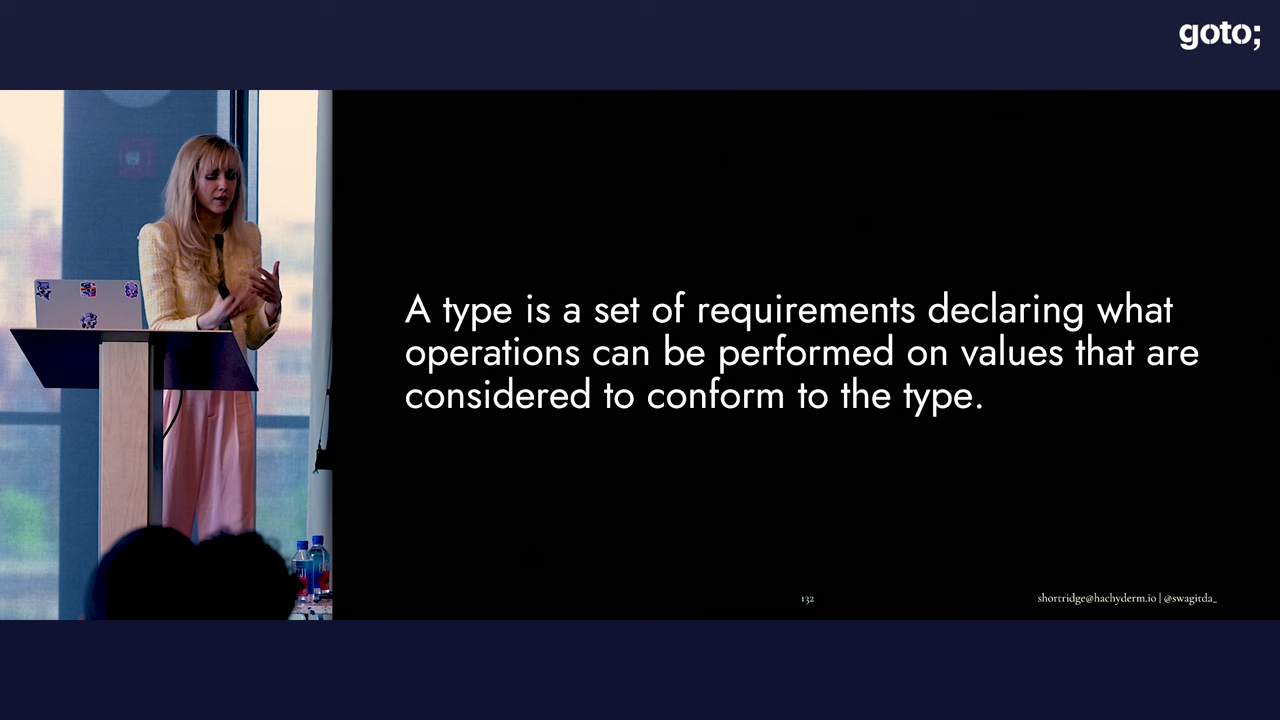 goto;
A type is a set of requirements declaring what
operations can be performed on values that are
considered to conform to the type.
132
shortridge@hachyderm.io | @swagitda_